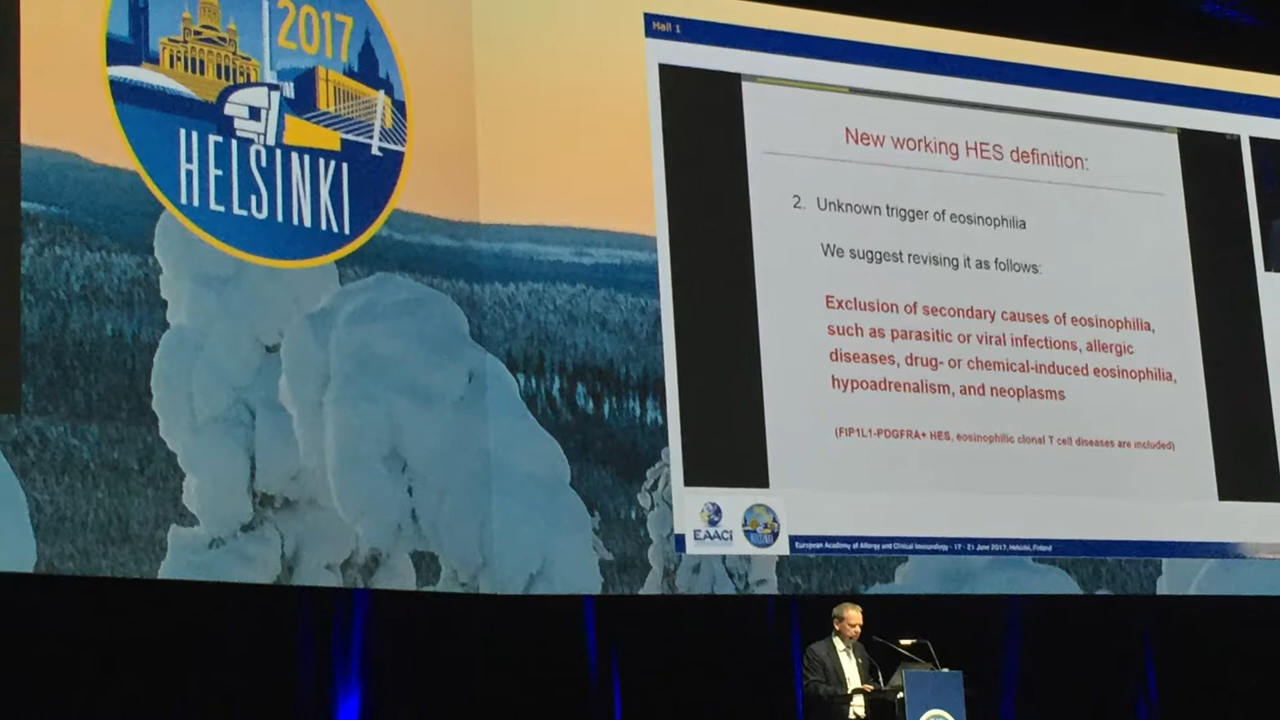 2017
HELSINKI
Hall 1
New working HES definition:
2. Unknown trigger of eosinophilia
We suggest revising it as follows:
Exclusion of secondary causes of eosinophilia,
such as parasitic or viral infections, allergic
diseases, drug- or chemical-induced eosinophilia,
hypoadrenalism, and neoplasms
(FIP1L1-PDGFRA+ HES, eosinophilic clonal T cell diseases are included)
EAACI
HELSINKI
European Academy of Allergy and Clinical Immunology - 17 - 21 June 2017, Helsinki, Finland